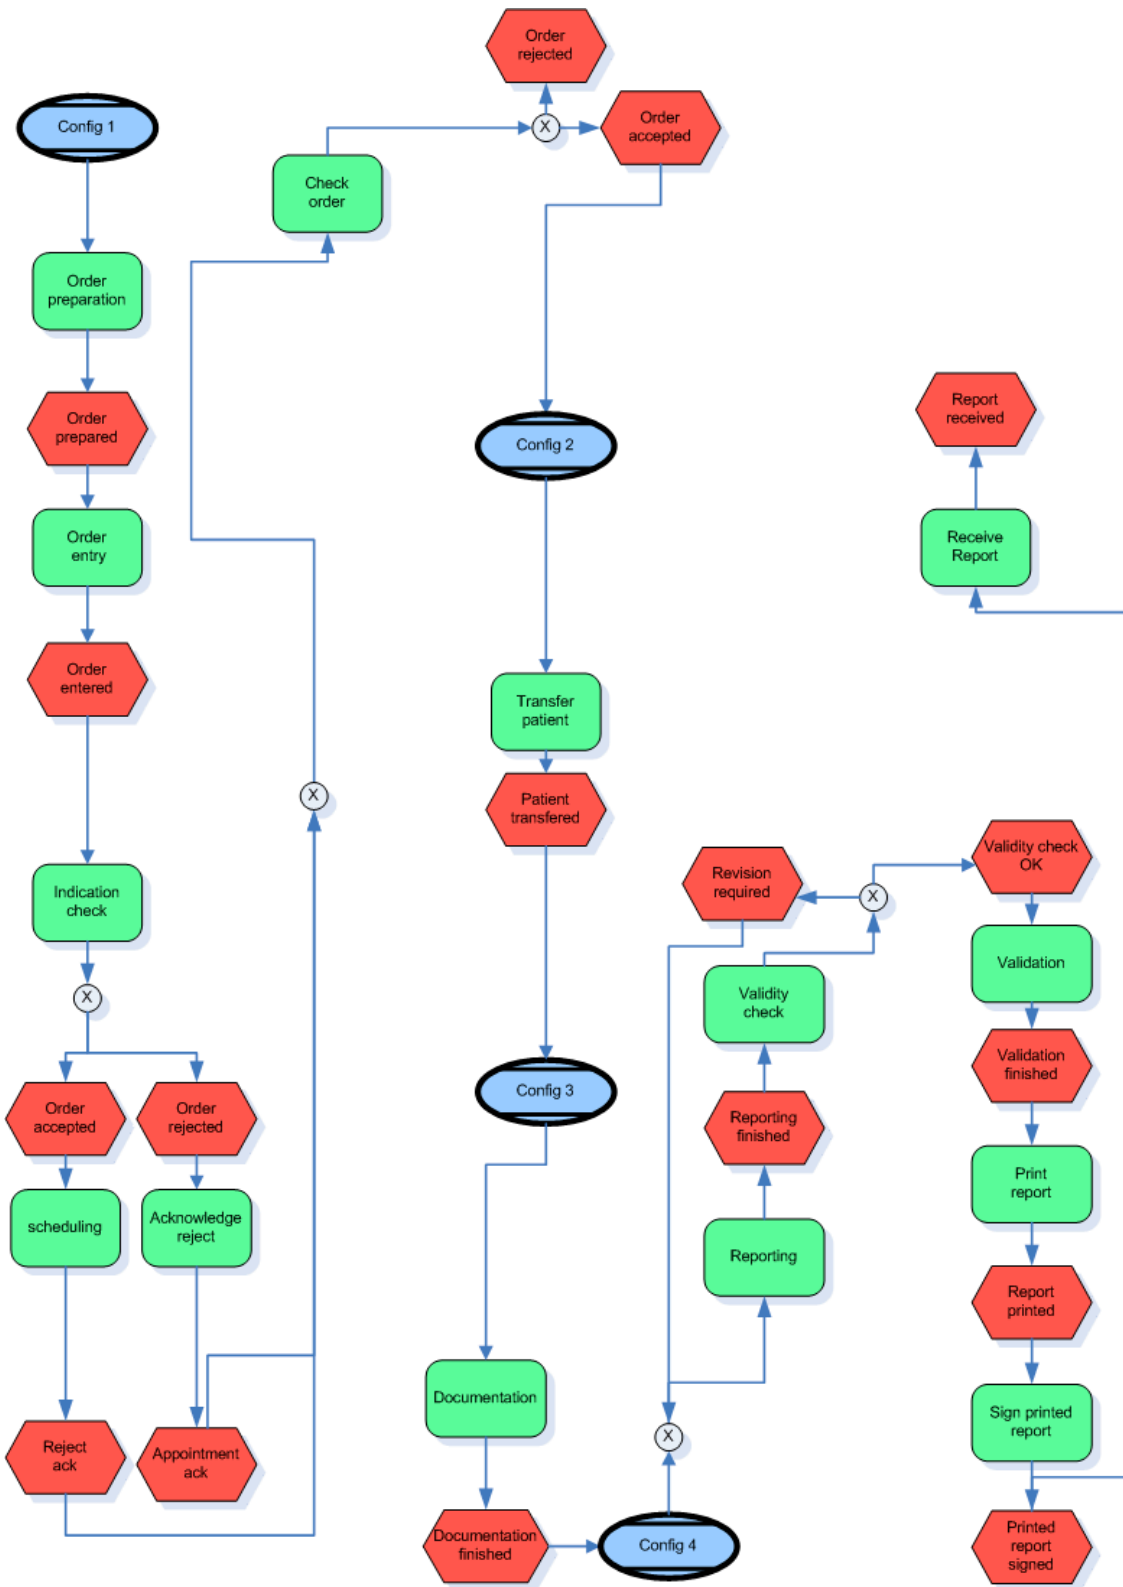 Order
rejected
Config 1
X
Order
accepted
Check
order
Order
preparation
Order
prepared
Config 2
Report
received
Order
entry
Receive
Report
Order
entered
Transfer
patient
X
Patient
transfered
Indication
check
Revision
required
X
Validity check
OK
X
Validity
check
Validation
Order
accepted
Order
rejected
Config 3
Reporting
finished
Validation
finished
scheduling
Acknowledge
reject
Reporting
Print
report
Report
printed
Documentation
Sign printed
report
Reject
ack
Appointment
ack
X
Documentation
finished
Config 4
Printed
report
signed